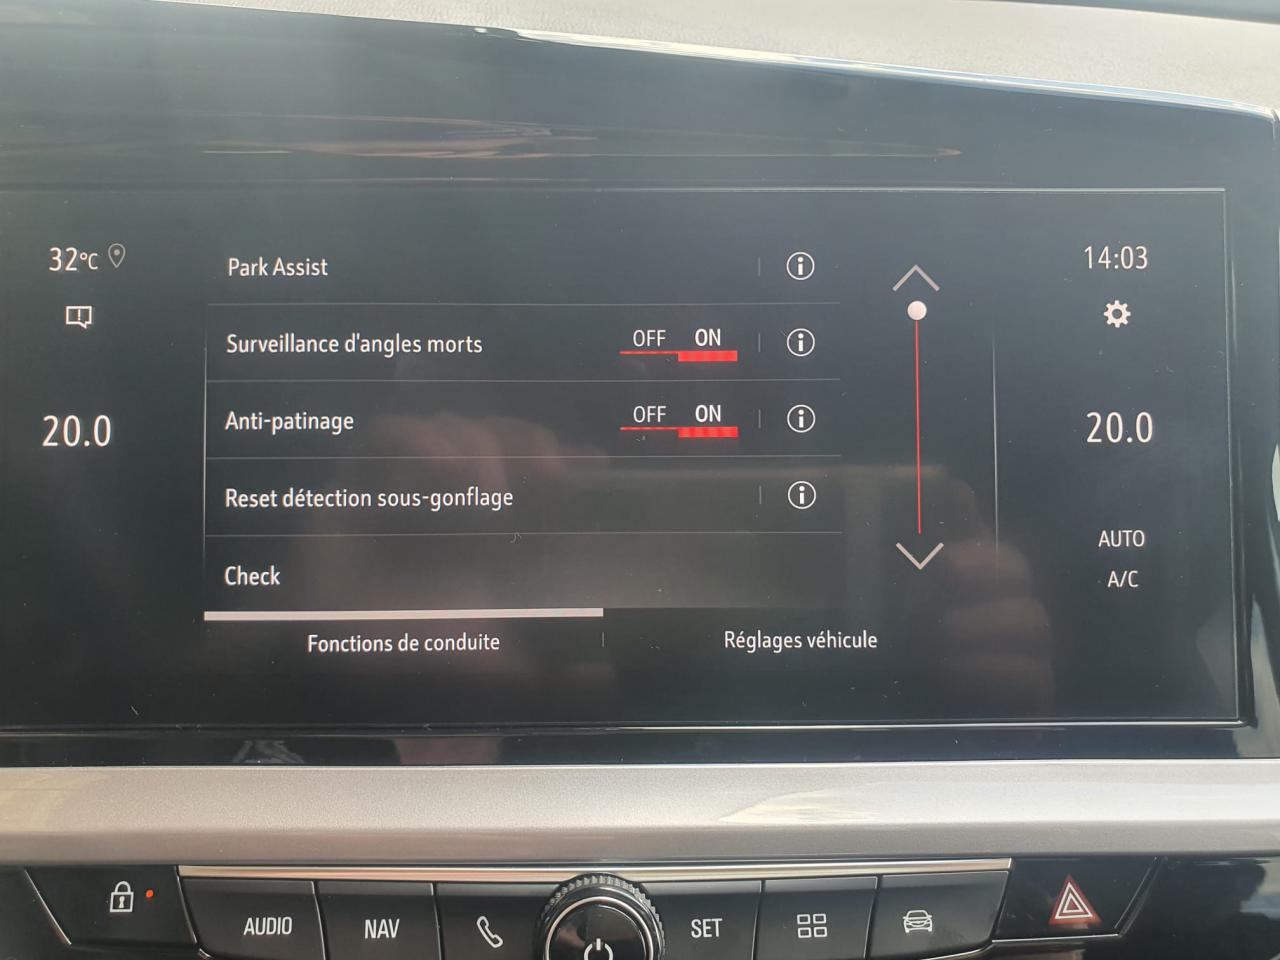 32°C
14:03
Park Assist
Surveillance d'angles morts OFF ON
20.0
Anti-patinage OFF ON
20.0
Reset détection sous-gonflage
AUTO
Check
A/C
Fonctions de conduite
Réglages véhicule
AUDIO
NAV
SET